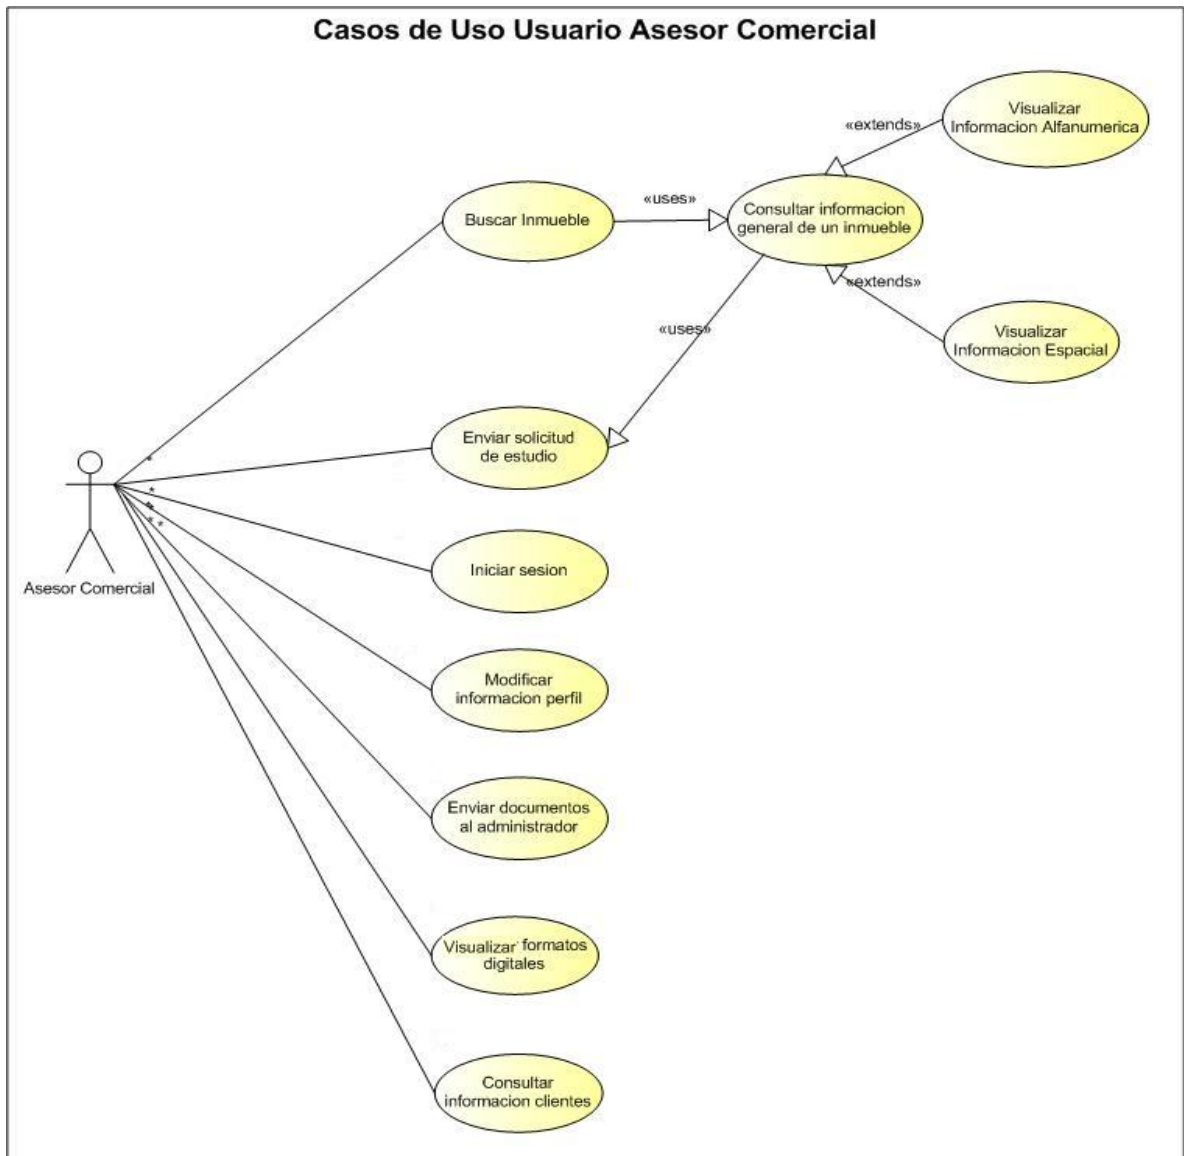 Casos de Uso Usuario Asesor Comercial
Visualizar
Informacion Alfanumerica
«extends»
Buscar Inmueble
«uses»
Consultar informacion
general de un inmueble
«extends»
«uses»
Visualizar
Informacion Espacial
Enviar solicitud
de estudio
*
*
**
* *
Iniciar sesion
Asesor Comercial
Modificar
informacion perfil
Enviar documentos
al administrador
Visualizar formatos
digitales
Consultar
informacion clientes